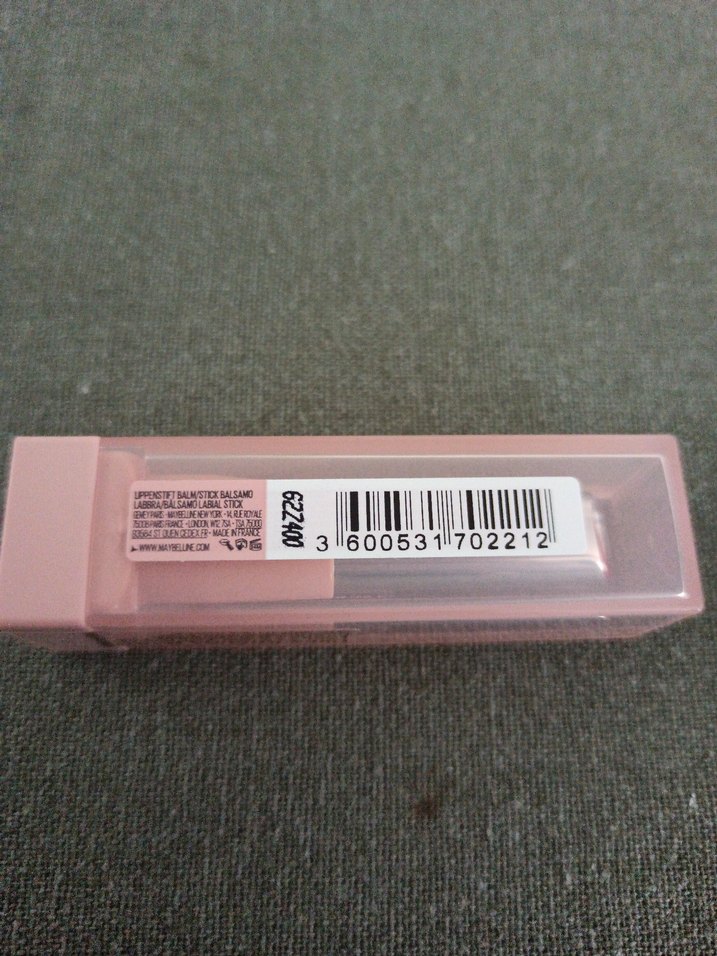 LIPPENSTIFT BALM/STICK BALSAMO
LABBRA/BÁLSAMO LABIAL STICK
GEMEY PARIS - MAYBELLINE NEW YORK - 14, RUE ROYALE
75008 PARIS FRANCE - LONDON, W12 7SA - TSA 75000
93584 ST OUEN CEDEX, FR - MADE IN FRANCE
WWW.MAYBELLINE.COM
622400
3 600531 702212